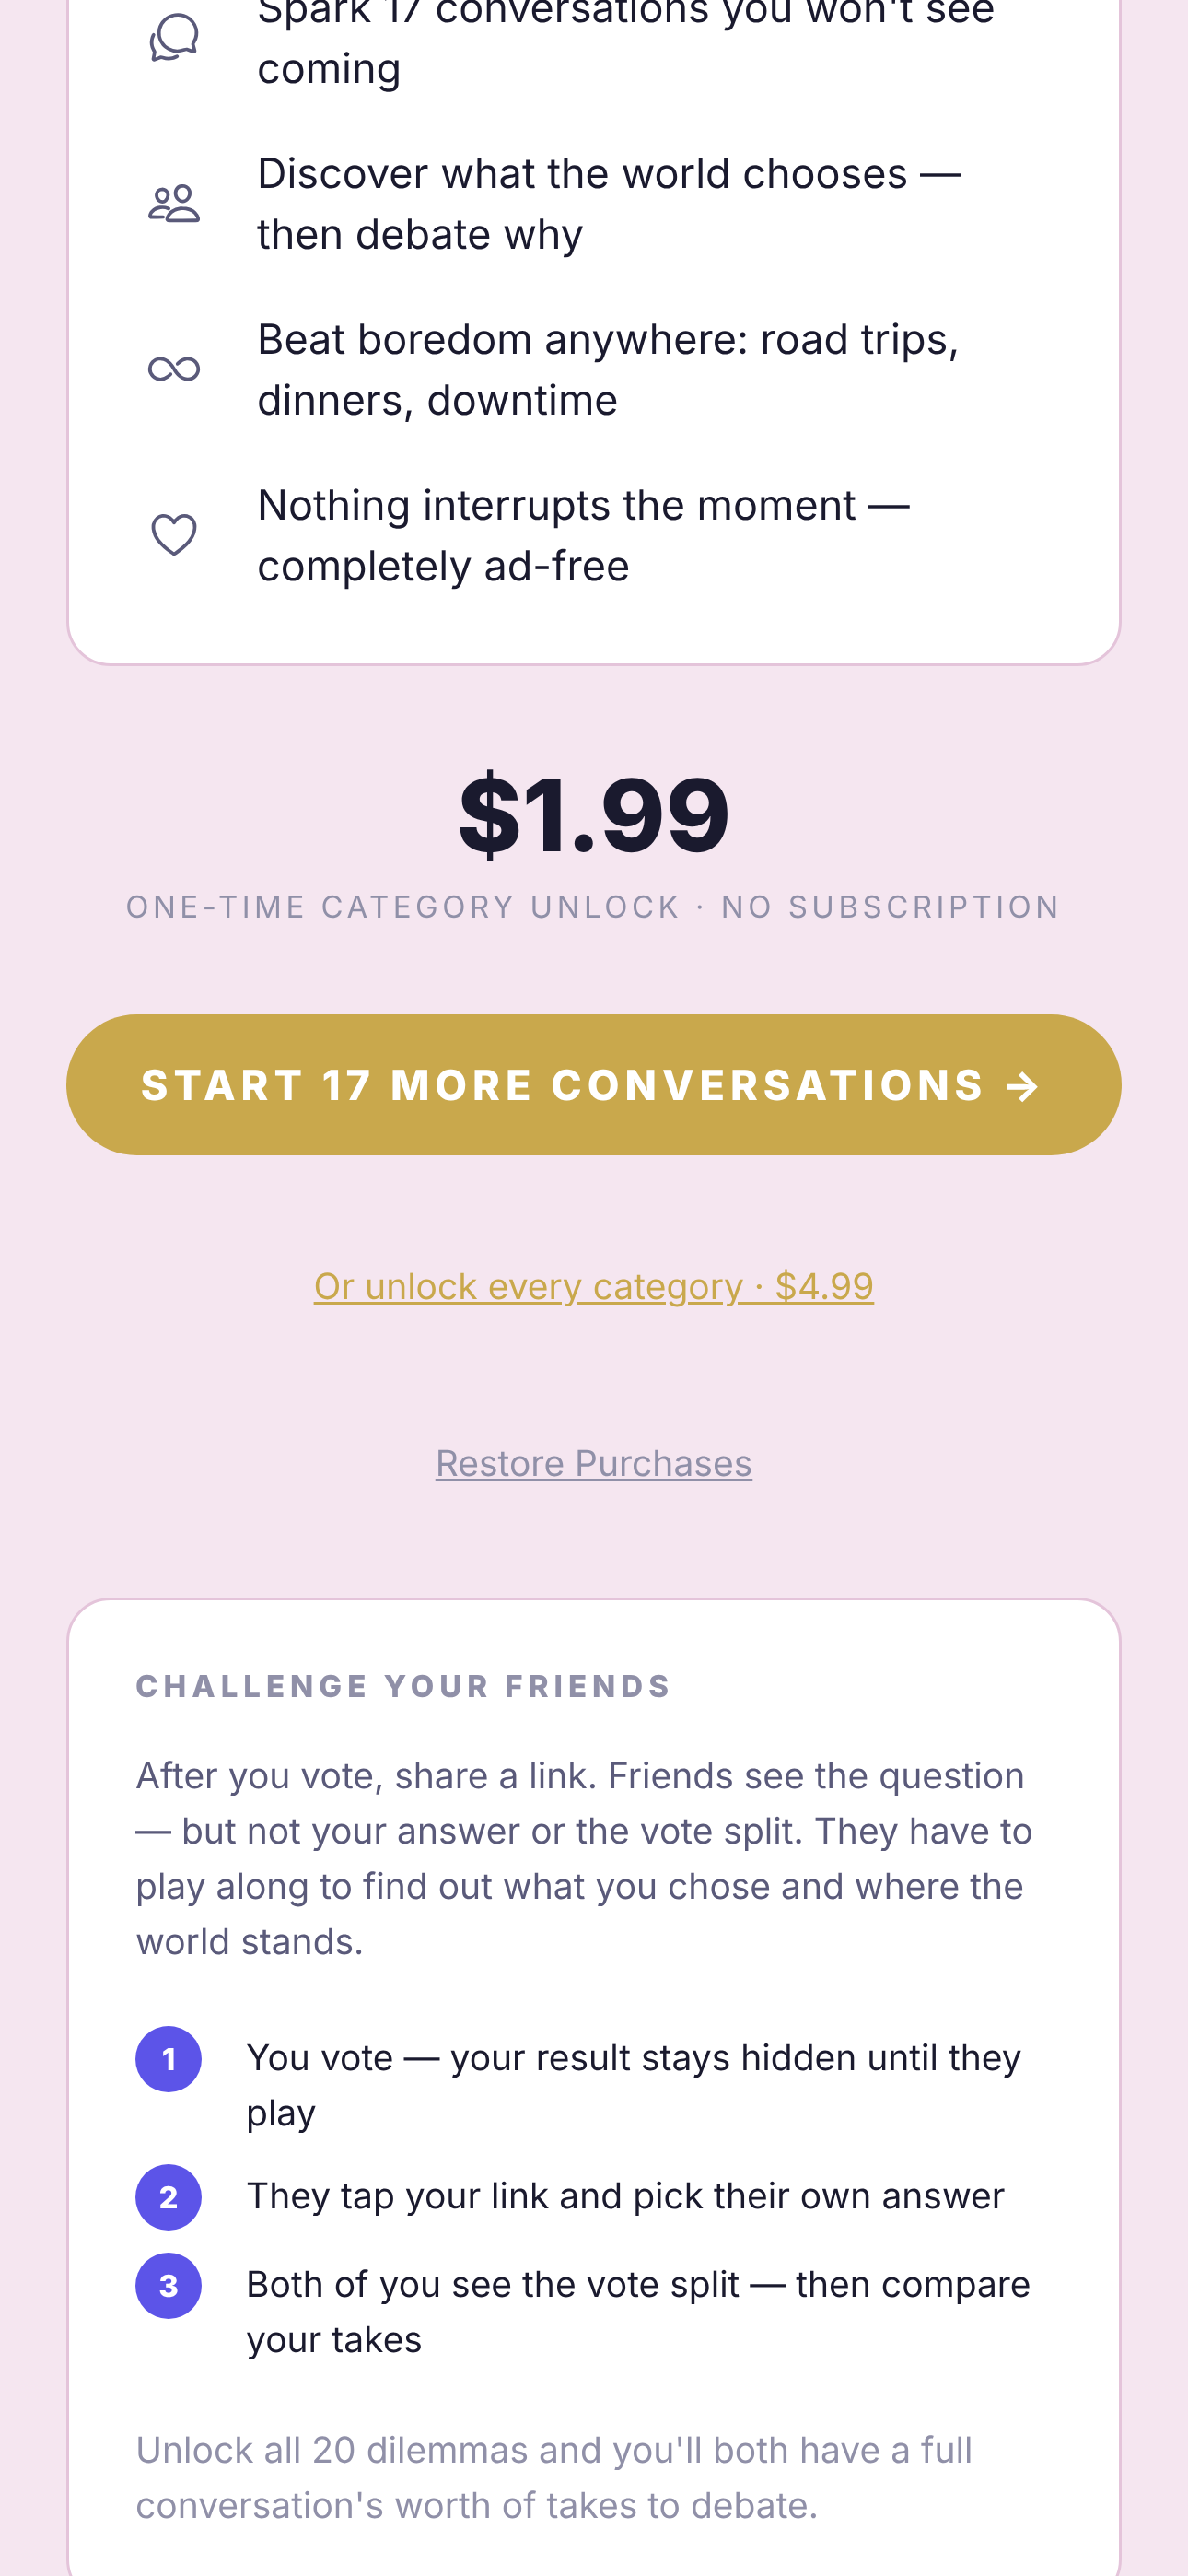 Spark 17 conversations you won't see
coming
Discover what the world chooses —
then debate why
Beat boredom anywhere: road trips,
dinners, downtime
Nothing interrupts the moment —
completely ad-free
$1.99
ONE-TIME CATEGORY UNLOCK · NO SUBSCRIPTION
START 17 MORE CONVERSATIONS →
Or unlock every category · $4.99
Restore Purchases
CHALLENGE YOUR FRIENDS
After you vote, share a link. Friends see the question
— but not your answer or the vote split. They have to
play along to find out what you chose and where the
world stands.
1 You vote — your result stays hidden until they
play
2 They tap your link and pick their own answer
3 Both of you see the vote split — then compare
your takes
Unlock all 20 dilemmas and you'll both have a full
conversation's worth of takes to debate.